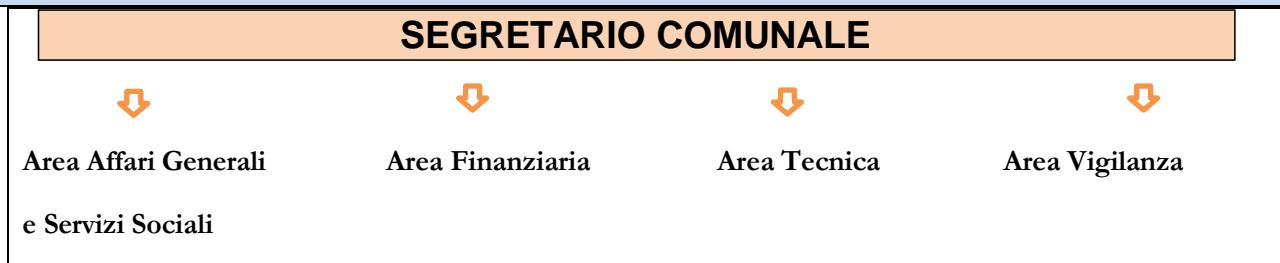 SEGRETARIO COMUNALE
Area Affari Generali Area Finanziaria Area Tecnica Area Vigilanza
e Servizi Sociali